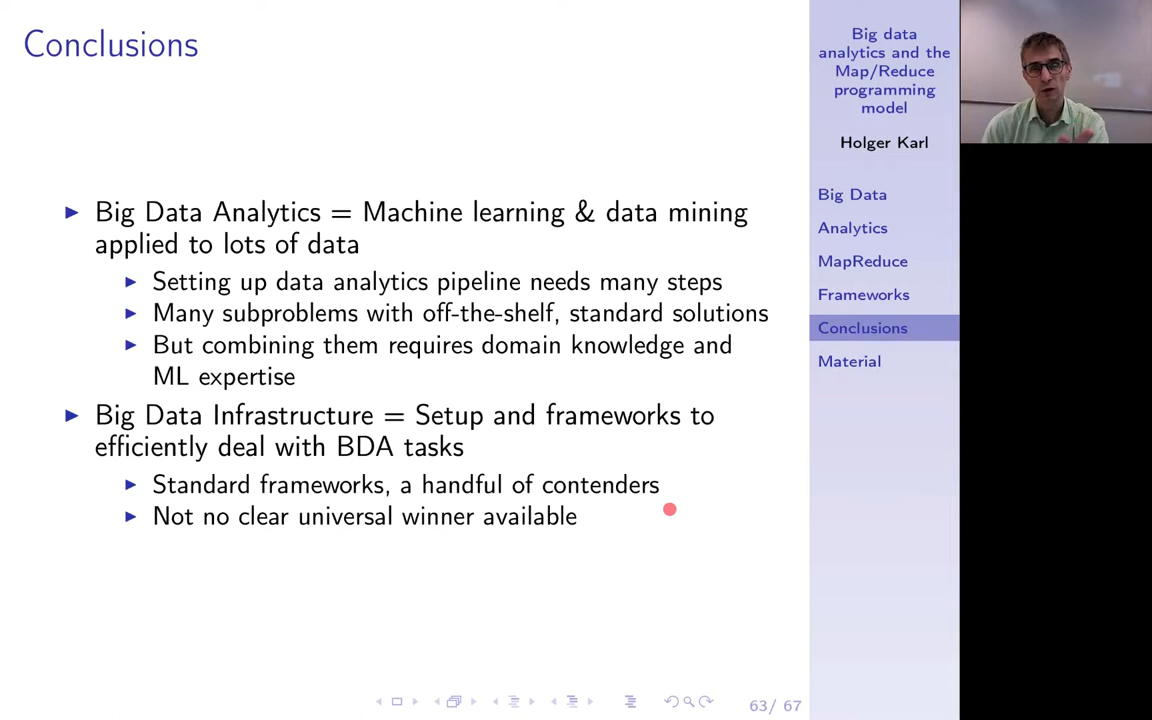 Conclusions
Big Data Analytics = Machine learning & data mining
applied to lots of data
Setting up data analytics pipeline needs many steps
Many subproblems with off-the-shelf, standard solutions
But combining them requires domain knowledge and
ML expertise
Big Data Infrastructure = Setup and frameworks to
efficiently deal with BDA tasks
Standard frameworks, a handful of contenders
Not no clear universal winner available
Big data
analytics and the
Map/Reduce
programming
model
Holger Karl
Big Data
Analytics
MapReduce
Frameworks
Conclusions
Material
63/ 67